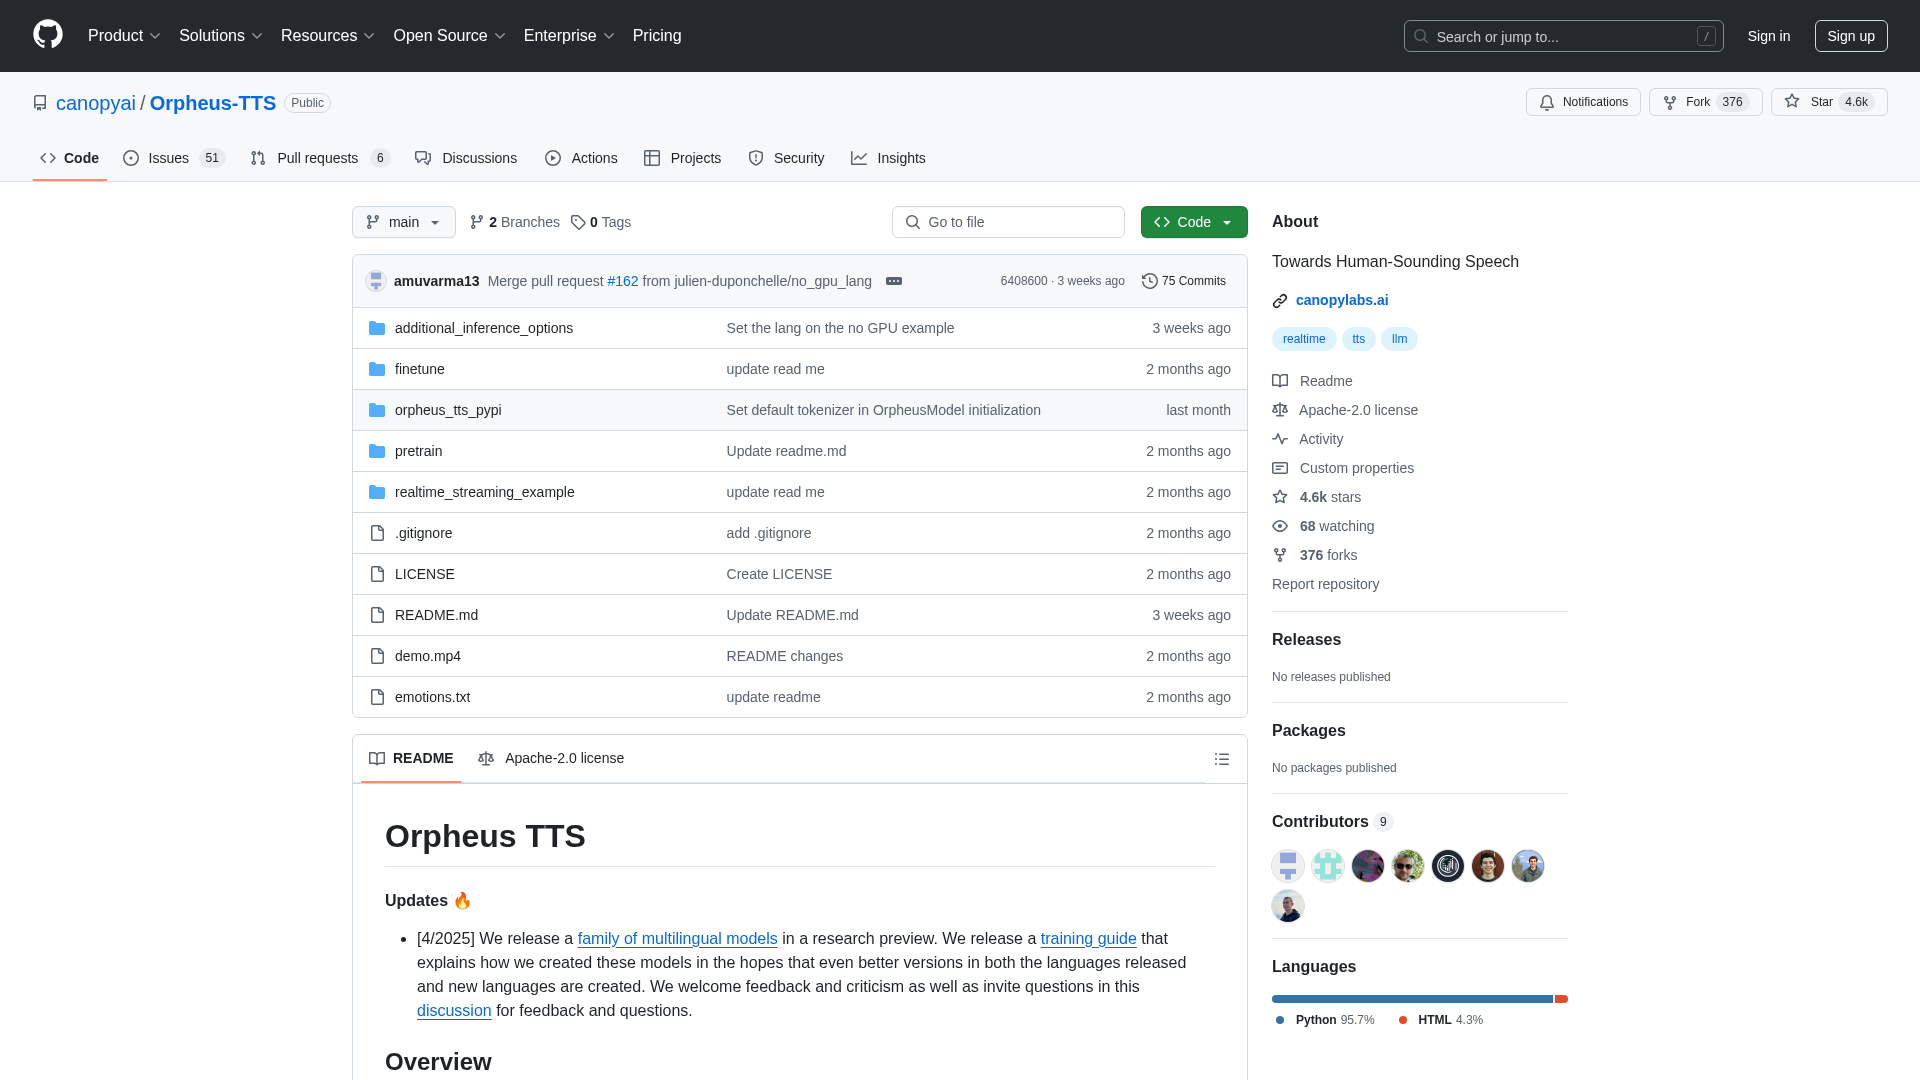 Product Solutions Resources Open Source Enterprise Pricing Search or jump to... / Sign in Sign up
canopyai / Orpheus-TTS Public Notifications Fork 376 Star 4.6k
Code Issues 51 Pull requests 6 Discussions Actions Projects Security Insights
main 2 Branches 0 Tags Go to file Code
amuvarma13 Merge pull request #162 from julien-duponchelle/no_gpu_lang 6408600 · 3 weeks ago 75 Commits
additional_inference_options Set the lang on the no GPU example 3 weeks ago
finetune update read me 2 months ago
orpheus_tts_pypi Set default tokenizer in OrpheusModel initialization last month
pretrain Update readme.md 2 months ago
realtime_streaming_example update read me 2 months ago
.gitignore add .gitignore 2 months ago
LICENSE Create LICENSE 2 months ago
README.md Update README.md 3 weeks ago
demo.mp4 README changes 2 months ago
emotions.txt update readme 2 months ago
README Apache-2.0 license
Orpheus TTS
Updates 🔥
• [4/2025] We release a family of multilingual models in a research preview. We release a training guide that
explains how we created these models in the hopes that even better versions in both the languages released
and new languages are created. We welcome feedback and criticism as well as invite questions in this
discussion for feedback and questions.
Overview
About
Towards Human-Sounding Speech
canopylabs.ai
realtime tts llm
Readme
Apache-2.0 license
Activity
Custom properties
4.6k stars
68 watching
376 forks
Report repository
Releases
No releases published
Packages
No packages published
Contributors 9
Languages
Python 95.7% HTML 4.3%